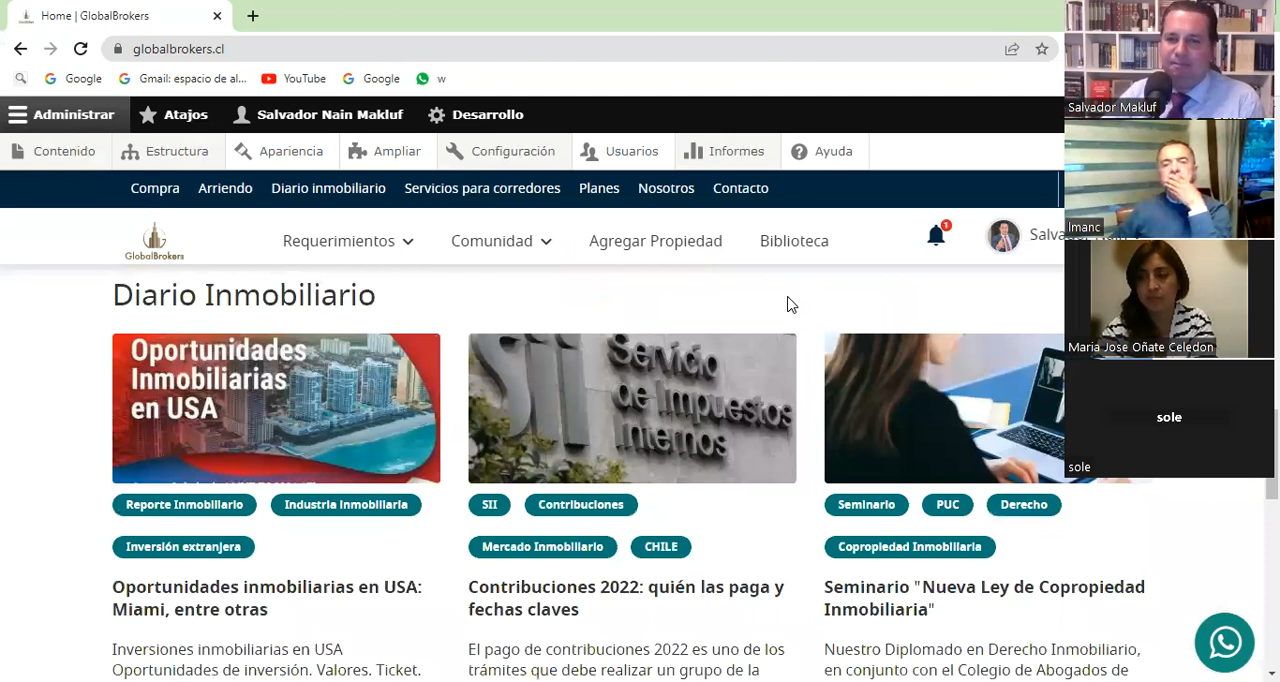 Home | GlobalBrokers
globalbrokers.cl
Google
Gmail: espacio de al...
YouTube
Google
w
Administrar
Atajos
Salvador Nain Makluf
Desarrollo
Contenido
Estructura
Apariencia
Ampliar
Configuración
Usuarios
Informes
Ayuda
Compra
Arriendo
Diario inmobiliario
Servicios para corredores
Planes
Nosotros
Contacto
GlobalBrokers
Requerimientos
Comunidad
Agregar Propiedad
Biblioteca
1
Diario Inmobiliario
Oportunidades
Inmobiliarias
en USA
Reporte Inmobiliario
Industria inmobiliaria
Inversión extranjera
Oportunidades inmobiliarias en USA:
Miami, entre otras
Inversiones inmobiliarias en USA
Oportunidades de inversión. Valores. Ticket.
SII
Servicio
de Impuestos
Internos
SII
Contribuciones
Mercado Inmobiliario
CHILE
Contribuciones 2022: quién las paga y
fechas claves
El pago de contribuciones 2022 es uno de los
trámites que debe realizar un grupo de la
Seminario
PUC
Derecho
Copropiedad Inmobiliaria
Seminario "Nueva Ley de Copropiedad
Inmobiliaria"
Nuestro Diplomado en Derecho Inmobiliario,
en conjunto con el Colegio de Abogados de
Salvador Makluf
lmanc
Maria Jose Oñate Celedon
sole
sole